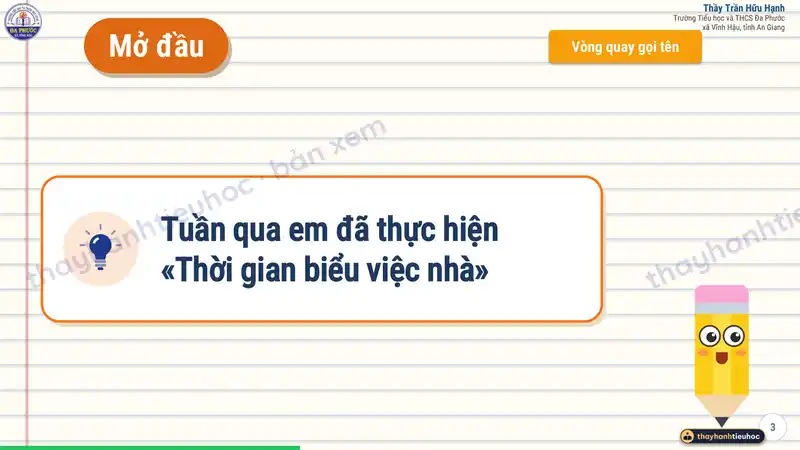 Thầy Trần Hữu Hạnh
Trường Tiểu học và THCS Đa Phước
xã Vĩnh Hậu, tỉnh An Giang
ĐA PHƯỚC
Mở đầu
Vòng quay gọi tên
thayhanhtieuhoc · bản xem
Tuần qua em đã thực hiện
«Thời gian biểu việc nhà»
thayhanhtie
thayhanhtieuhoc
3